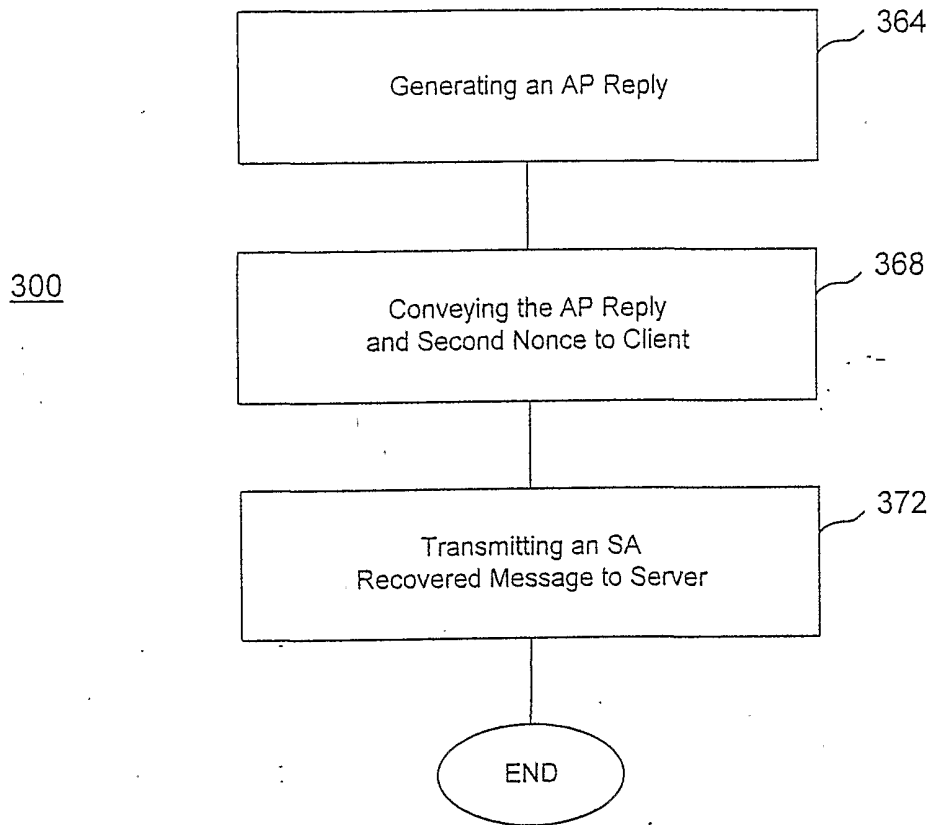 364
Generating an AP Reply
300
368
Conveying the AP Reply
and Second Nonce to Client
372
Transmitting an SA
Recovered Message to Server
END